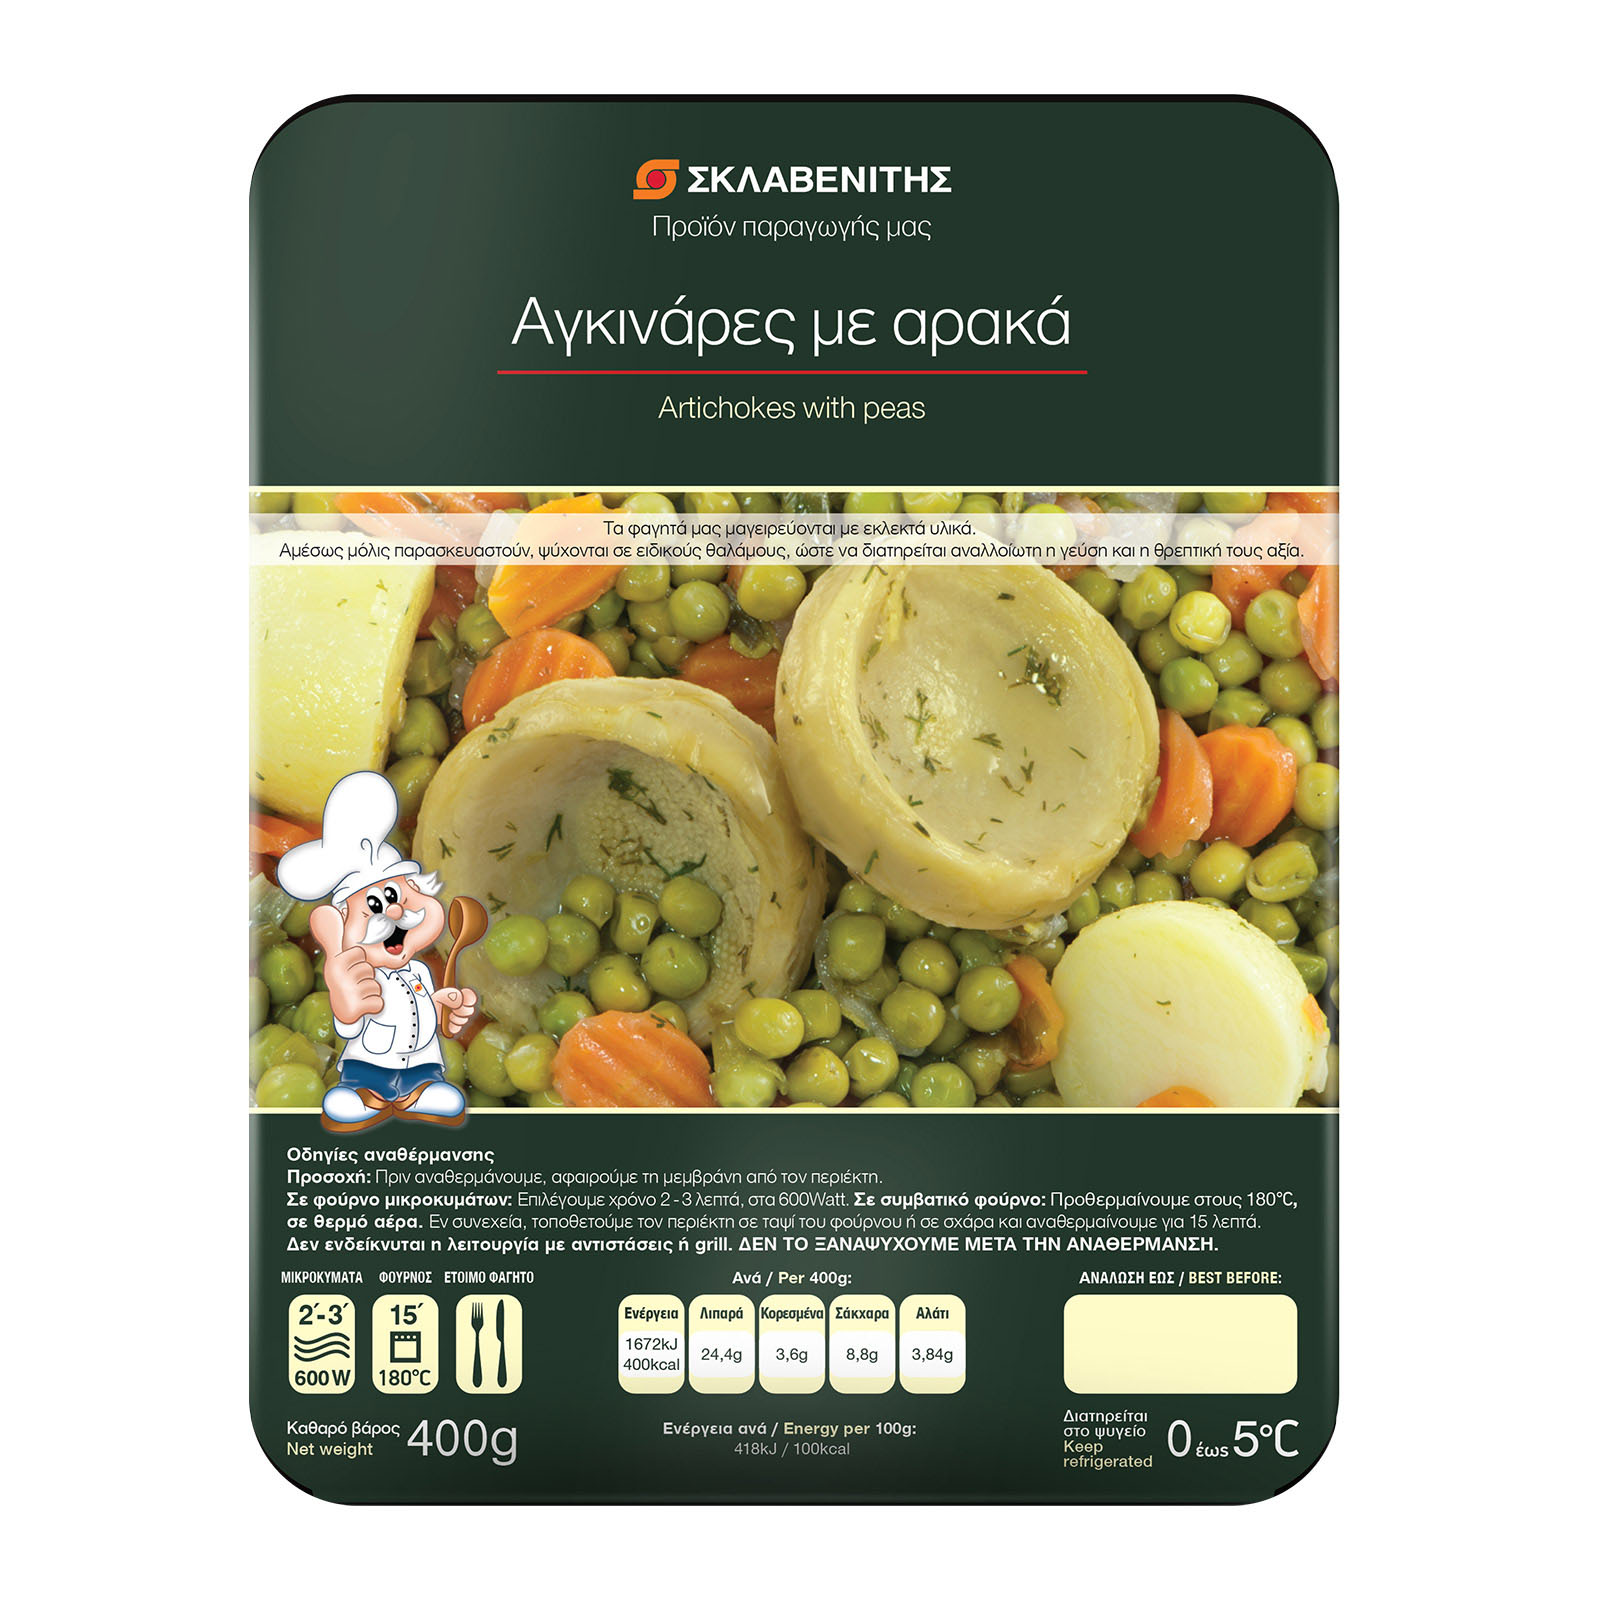 ΣΚΛΑΒΕΝΙΤΗΣ
Προϊόν παραγωγής μας
Αγκινάρες με αρακά
Artichokes with peas
Τα φαγητά μας μαγειρεύονται με εκλεκτά υλικά.
Αμέσως μόλις παρασκευαστούν, ψύχονται σε ειδικούς θαλάμους, ώστε να διατηρείται αναλλοίωτη η γεύση και η θρεπτική τους αξία.
Οδηγίες αναθέρμανσης
Προσοχή: Πριν αναθερμάνουμε, αφαιρούμε τη μεμβράνη από τον περιέκτη.
Σε φούρνο μικροκυμάτων: Επιλέγουμε χρόνο 2 - 3 λεπτά, στα 600Watt. Σε συμβατικό φούρνο: Προθερμαίνουμε στους 180°C,
σε θερμό αέρα. Εν συνεχεία, τοποθετούμε τον περιέκτη σε ταψί του φούρνου ή σε σχάρα και αναθερμαίνουμε για 15 λεπτά.
Δεν ενδείκνυται η λειτουργία με αντιστάσεις ή grill. ΔΕΝ ΤΟ ΞΑΝΑΨΥΧΟΥΜΕ ΜΕΤΑ ΤΗΝ ΑΝΑΘΕΡΜΑΝΣΗ.
ΜΙΚΡΟΚΥΜΑΤΑ ΦΟΥΡΝΟΣ ΕΤΟΙΜΟ ΦΑΓΗΤΟ
2΄-3΄ 15΄
600W 180°C
Ανά / Per 400g:
Ενέργεια Λιπαρά Κορεσμένα Σάκχαρα Αλάτι
1672kJ
400kcal 24,4g 3,6g 8,8g 3,84g
ΑΝΑΛΩΣΗ ΕΩΣ / BEST BEFORE:
Καθαρό βάρος
Net weight 400g
Ενέργεια ανά / Energy per 100g:
418kJ / 100kcal
Διατηρείται
στο ψυγείο
Keep
refrigerated
0 έως 5°C